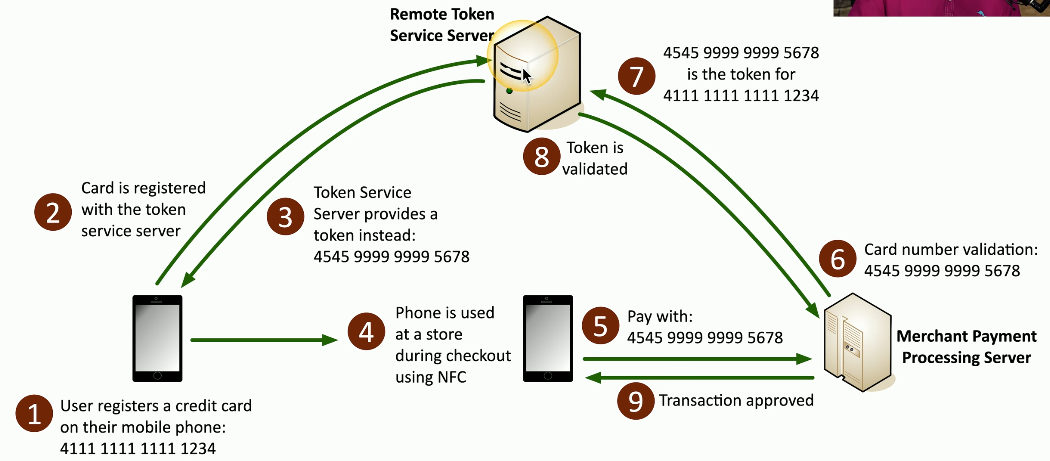 Remote Token
Service Server
7
4545 9999 9999 5678
is the token for
4111 1111 1111 1234
8
Token is
validated
2
Card is registered
with the token
service server
3
Token Service
Server provides a
token instead:
4545 9999 9999 5678
6
Card number validation:
4545 9999 9999 5678
4
Phone is used
at a store
during checkout
using NFC
5
Pay with:
4545 9999 9999 5678
Merchant Payment
Processing Server
9
Transaction approved
1
User registers a credit card
on their mobile phone:
4111 1111 1111 1234